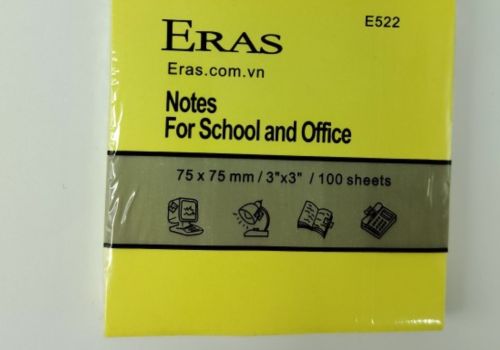 ERAS
E522
Eras.com.vn
Notes
For School and Office
75 x 75 mm / 3"x3" / 100 sheets